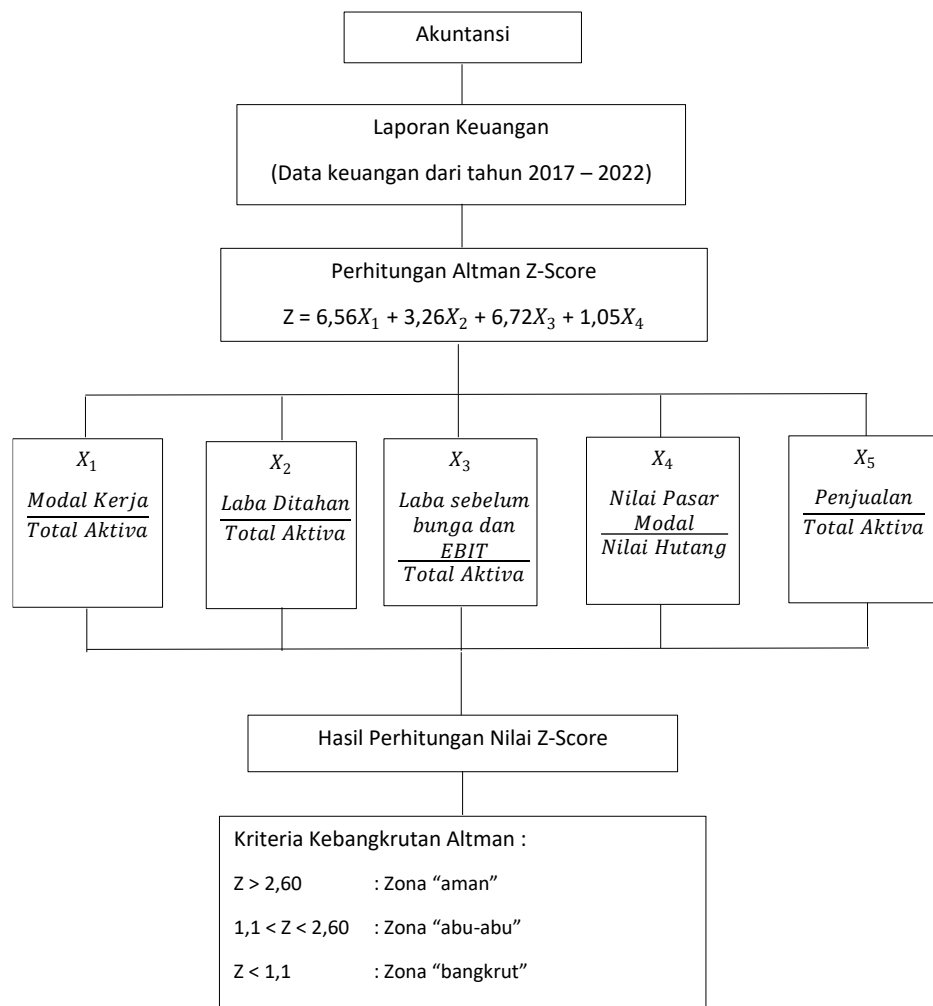 Akuntansi
Laporan Keuangan
(Data keuangan dari tahun 2017 – 2022)
Perhitungan Altman Z-Score
Z = 6,56𝑋₁ + 3,26𝑋₂ + 6,72𝑋₃ + 1,05𝑋₄
𝑋₁
Modal Kerja
Total Aktiva
𝑋₂
Laba Ditahan
Total Aktiva
𝑋₃
Laba sebelum
bunga dan
EBIT
Total Aktiva
𝑋₄
Nilai Pasar
Modal
Nilai Hutang
𝑋₅
Penjualan
Total Aktiva
Hasil Perhitungan Nilai Z-Score
Kriteria Kebangkrutan Altman :
Z > 2,60 : Zona “aman”
1,1 < Z < 2,60 : Zona “abu-abu”
Z < 1,1 : Zona “bangkrut”